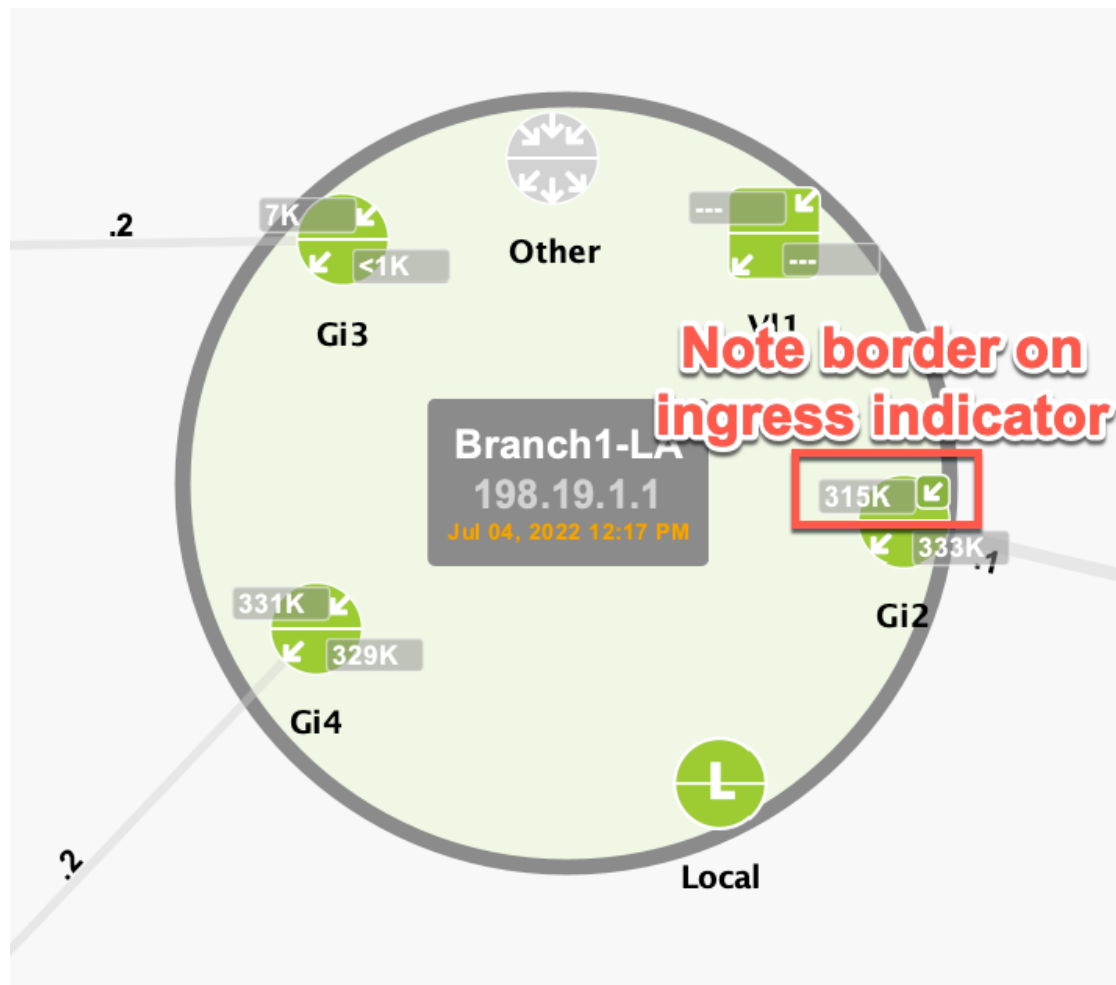 .2
7K
<1K
Gi3
Other
---
---
Vl1
Note border on
ingress indicator
Branch1-LA
198.19.1.1
Jul 04, 2022 12:17 PM
315K
333K
.1
Gi2
331K
329K
Gi4
.2
L
Local